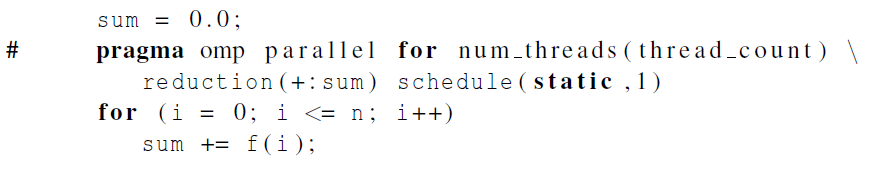 sum = 0.0;
# pragma omp parallel for num_threads(thread_count) \
reduction(+:sum) schedule(static,1)
for (i = 0; i <= n; i++)
sum += f(i);